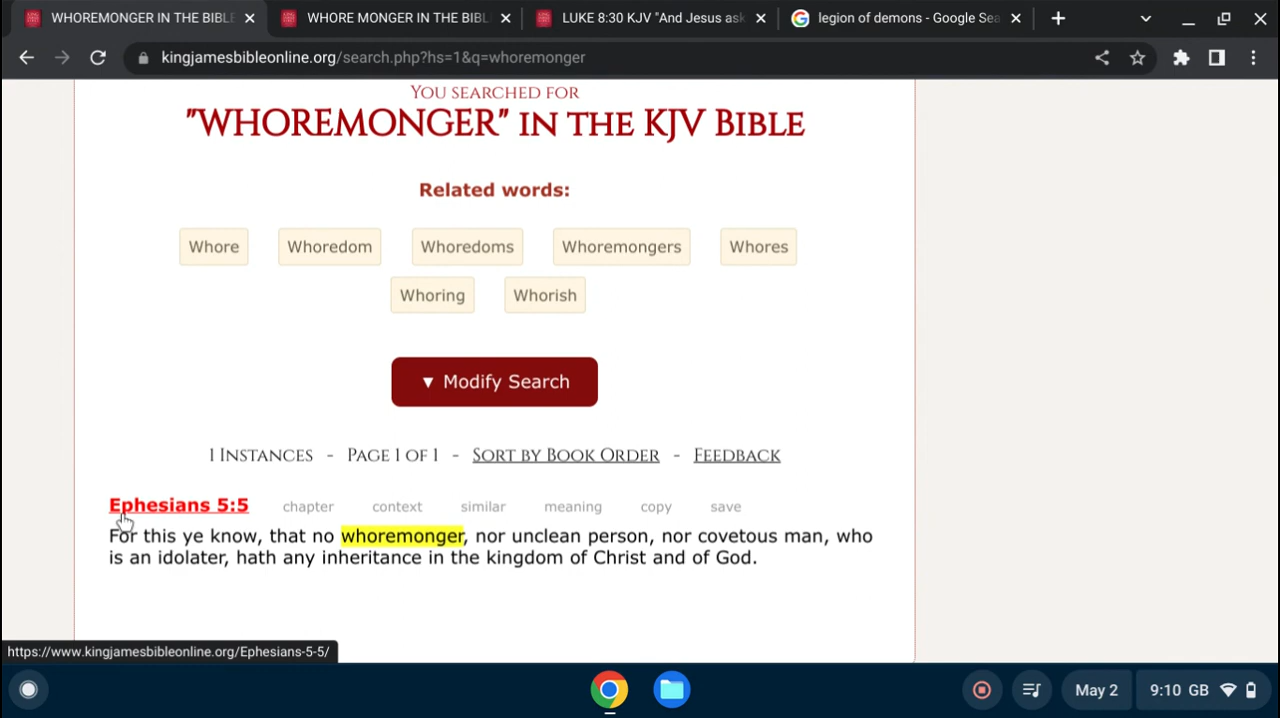 WHOREMONGER IN THE BIBLE
WHORE MONGER IN THE BIBL
LUKE 8:30 KJV "And Jesus ask
legion of demons - Google Sea
kingjamesbibleonline.org/search.php?hs=1&q=whoremonger
You searched for
"WHOREMONGER" IN THE KJV BIBLE
Related words:
Whore Whoredom Whoredoms Whoremongers Whores
Whoring Whorish
▼ Modify Search
1 Instances - Page 1 of 1 - Sort by Book Order - Feedback
Ephesians 5:5 chapter context similar meaning copy save
For this ye know, that no whoremonger, nor unclean person, nor covetous man, who
is an idolater, hath any inheritance in the kingdom of Christ and of God.
https://www.kingjamesbibleonline.org/Ephesians-5-5/
May 2 9:10 GB